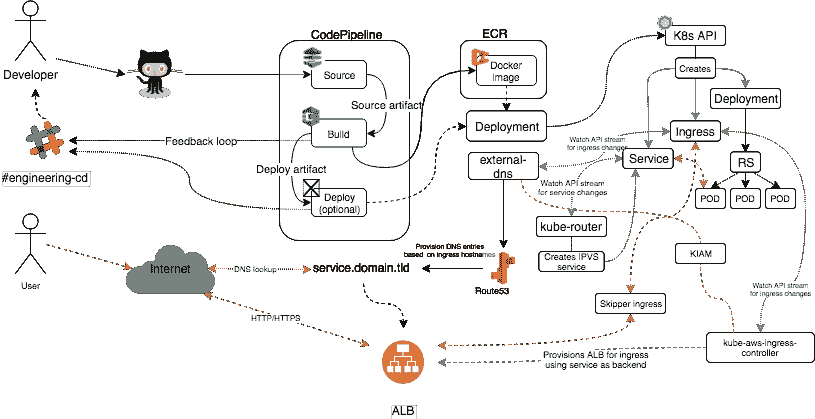 CodePipeline
ECR
K8s API
Developer
Source
Docker
Image
Creates
Source artifact
Deployment
Deployment
Build
Feedback loop
Ingress
Watch API stream
for ingress changes
#engineering-cd
Deploy artifact
external-
dns
Service
RS
Watch API stream
for service changes
Deploy
(optional)
POD
POD
POD
User
kube-router
Provision DNS entries
based on ingress hostnames
Creates IPVS
service
KIAM
Internet
DNS lookup
service.domain.tld
Route53
Watch API stream
for ingress changes
Skipper ingress
HTTP/HTTPS
Provisions ALB for ingress
using service as backend
kube-aws-ingress-
controller
ALB